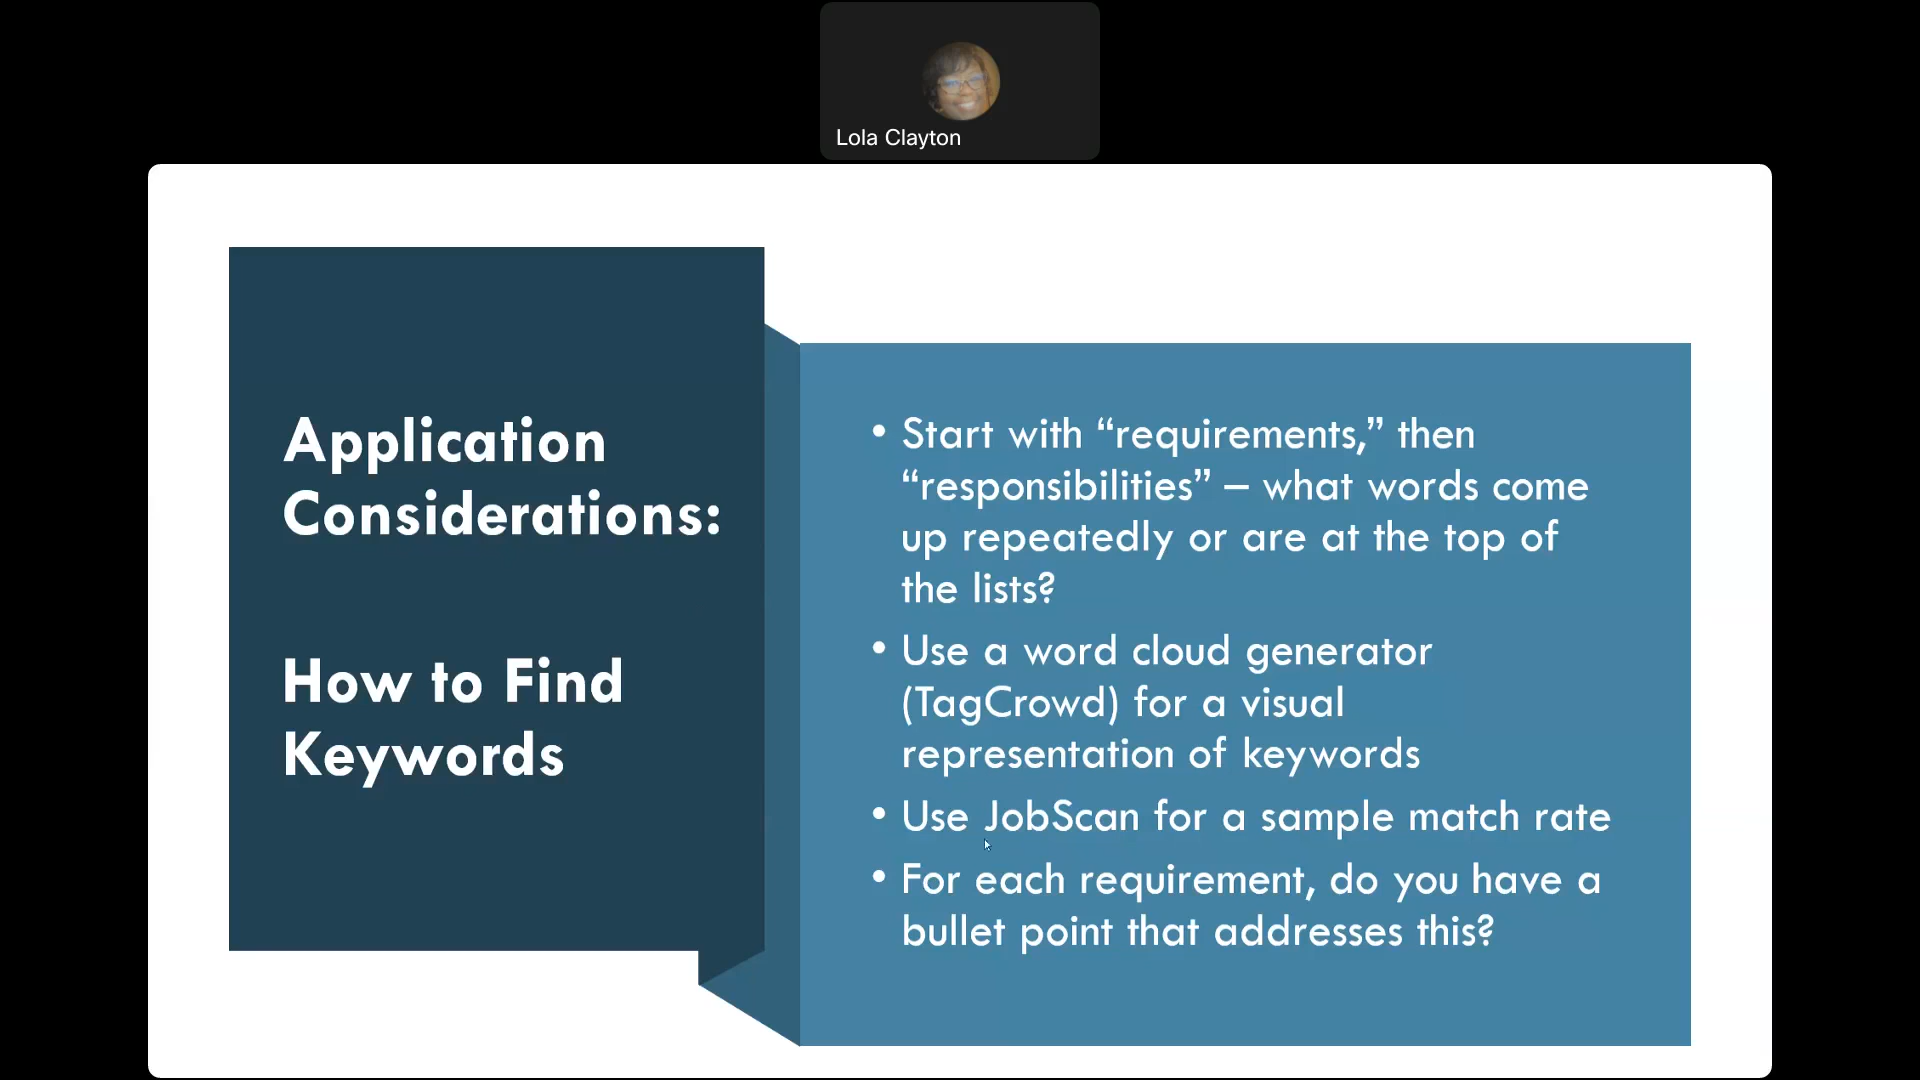 Lola Clayton
Application
Considerations:
How to Find
Keywords
• Start with “requirements,” then
“responsibilities” – what words come
up repeatedly or are at the top of
the lists?
• Use a word cloud generator
(TagCrowd) for a visual
representation of keywords
• Use JobScan for a sample match rate
• For each requirement, do you have a
bullet point that addresses this?